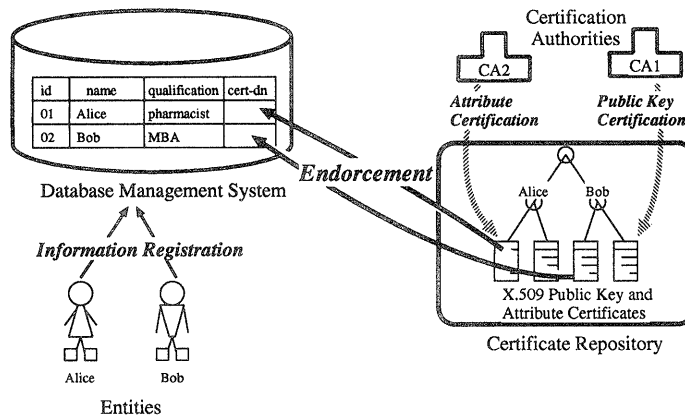 Certification
Authorities
CA2
CA1
id name qualification cert-dn
01 Alice pharmacist
02 Bob MBA
Attribute
Certification
Public Key
Certification
Endorcement
Database Management System
Alice
Bob
Information Registration
X.509 Public Key and
Attribute Certificates
Certificate Repository
Alice
Bob
Entities